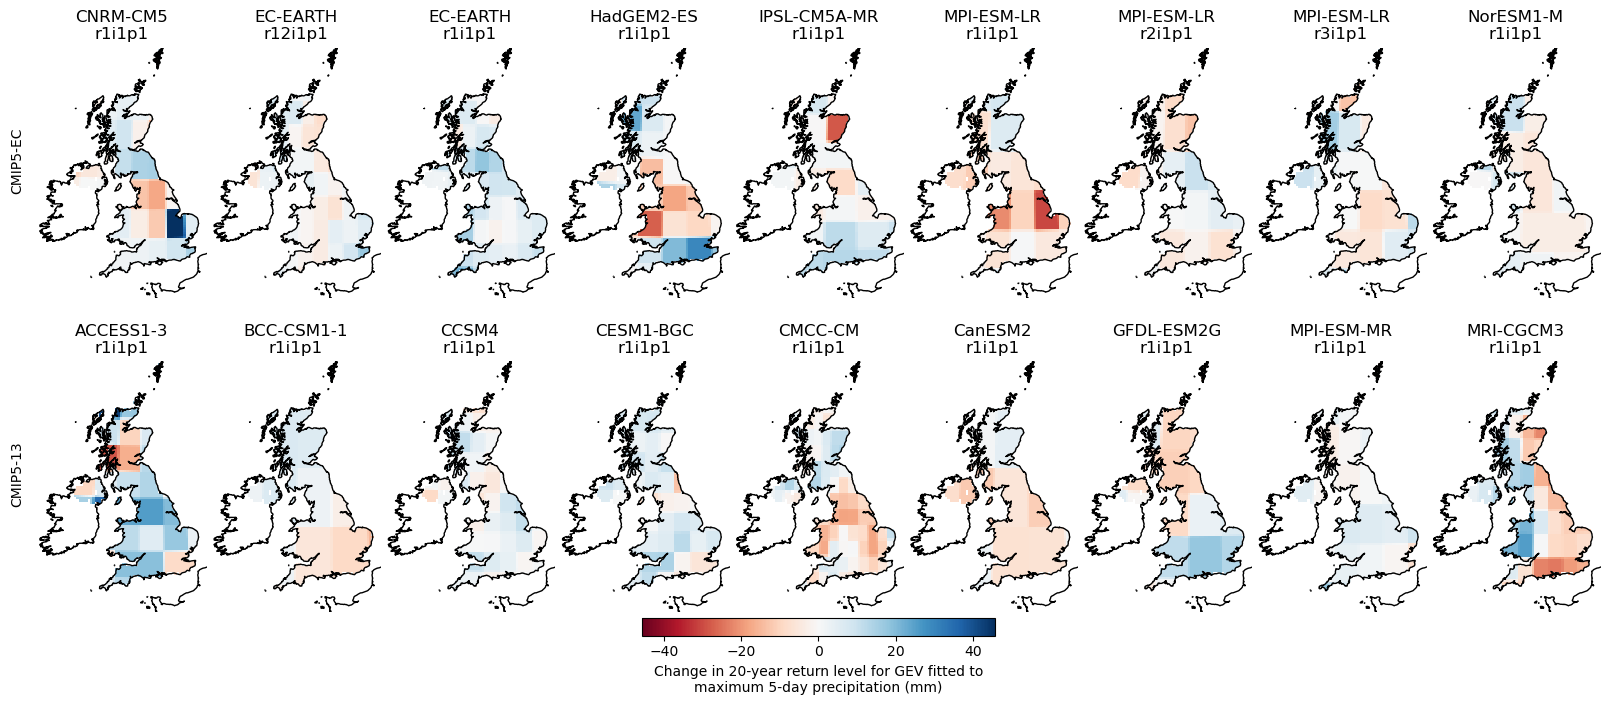 CNRM-CM5 EC-EARTH EC-EARTH HadGEM2-ES IPSL-CM5A-MR MPI-ESM-LR MPI-ESM-LR MPI-ESM-LR NorESM1-M
r1i1p1 r12i1p1 r1i1p1 r1i1p1 r1i1p1 r1i1p1 r2i1p1 r3i1p1 r1i1p1
CMIP5-EC
ACCESS1-3 BCC-CSM1-1 CCSM4 CESM1-BGC CMCC-CM CanESM2 GFDL-ESM2G MPI-ESM-MR MRI-CGCM3
r1i1p1 r1i1p1 r1i1p1 r1i1p1 r1i1p1 r1i1p1 r1i1p1 r1i1p1 r1i1p1
CMIP5-13
−40 −20 0 20 40
Change in 20-year return level for GEV fitted to
maximum 5-day precipitation (mm)